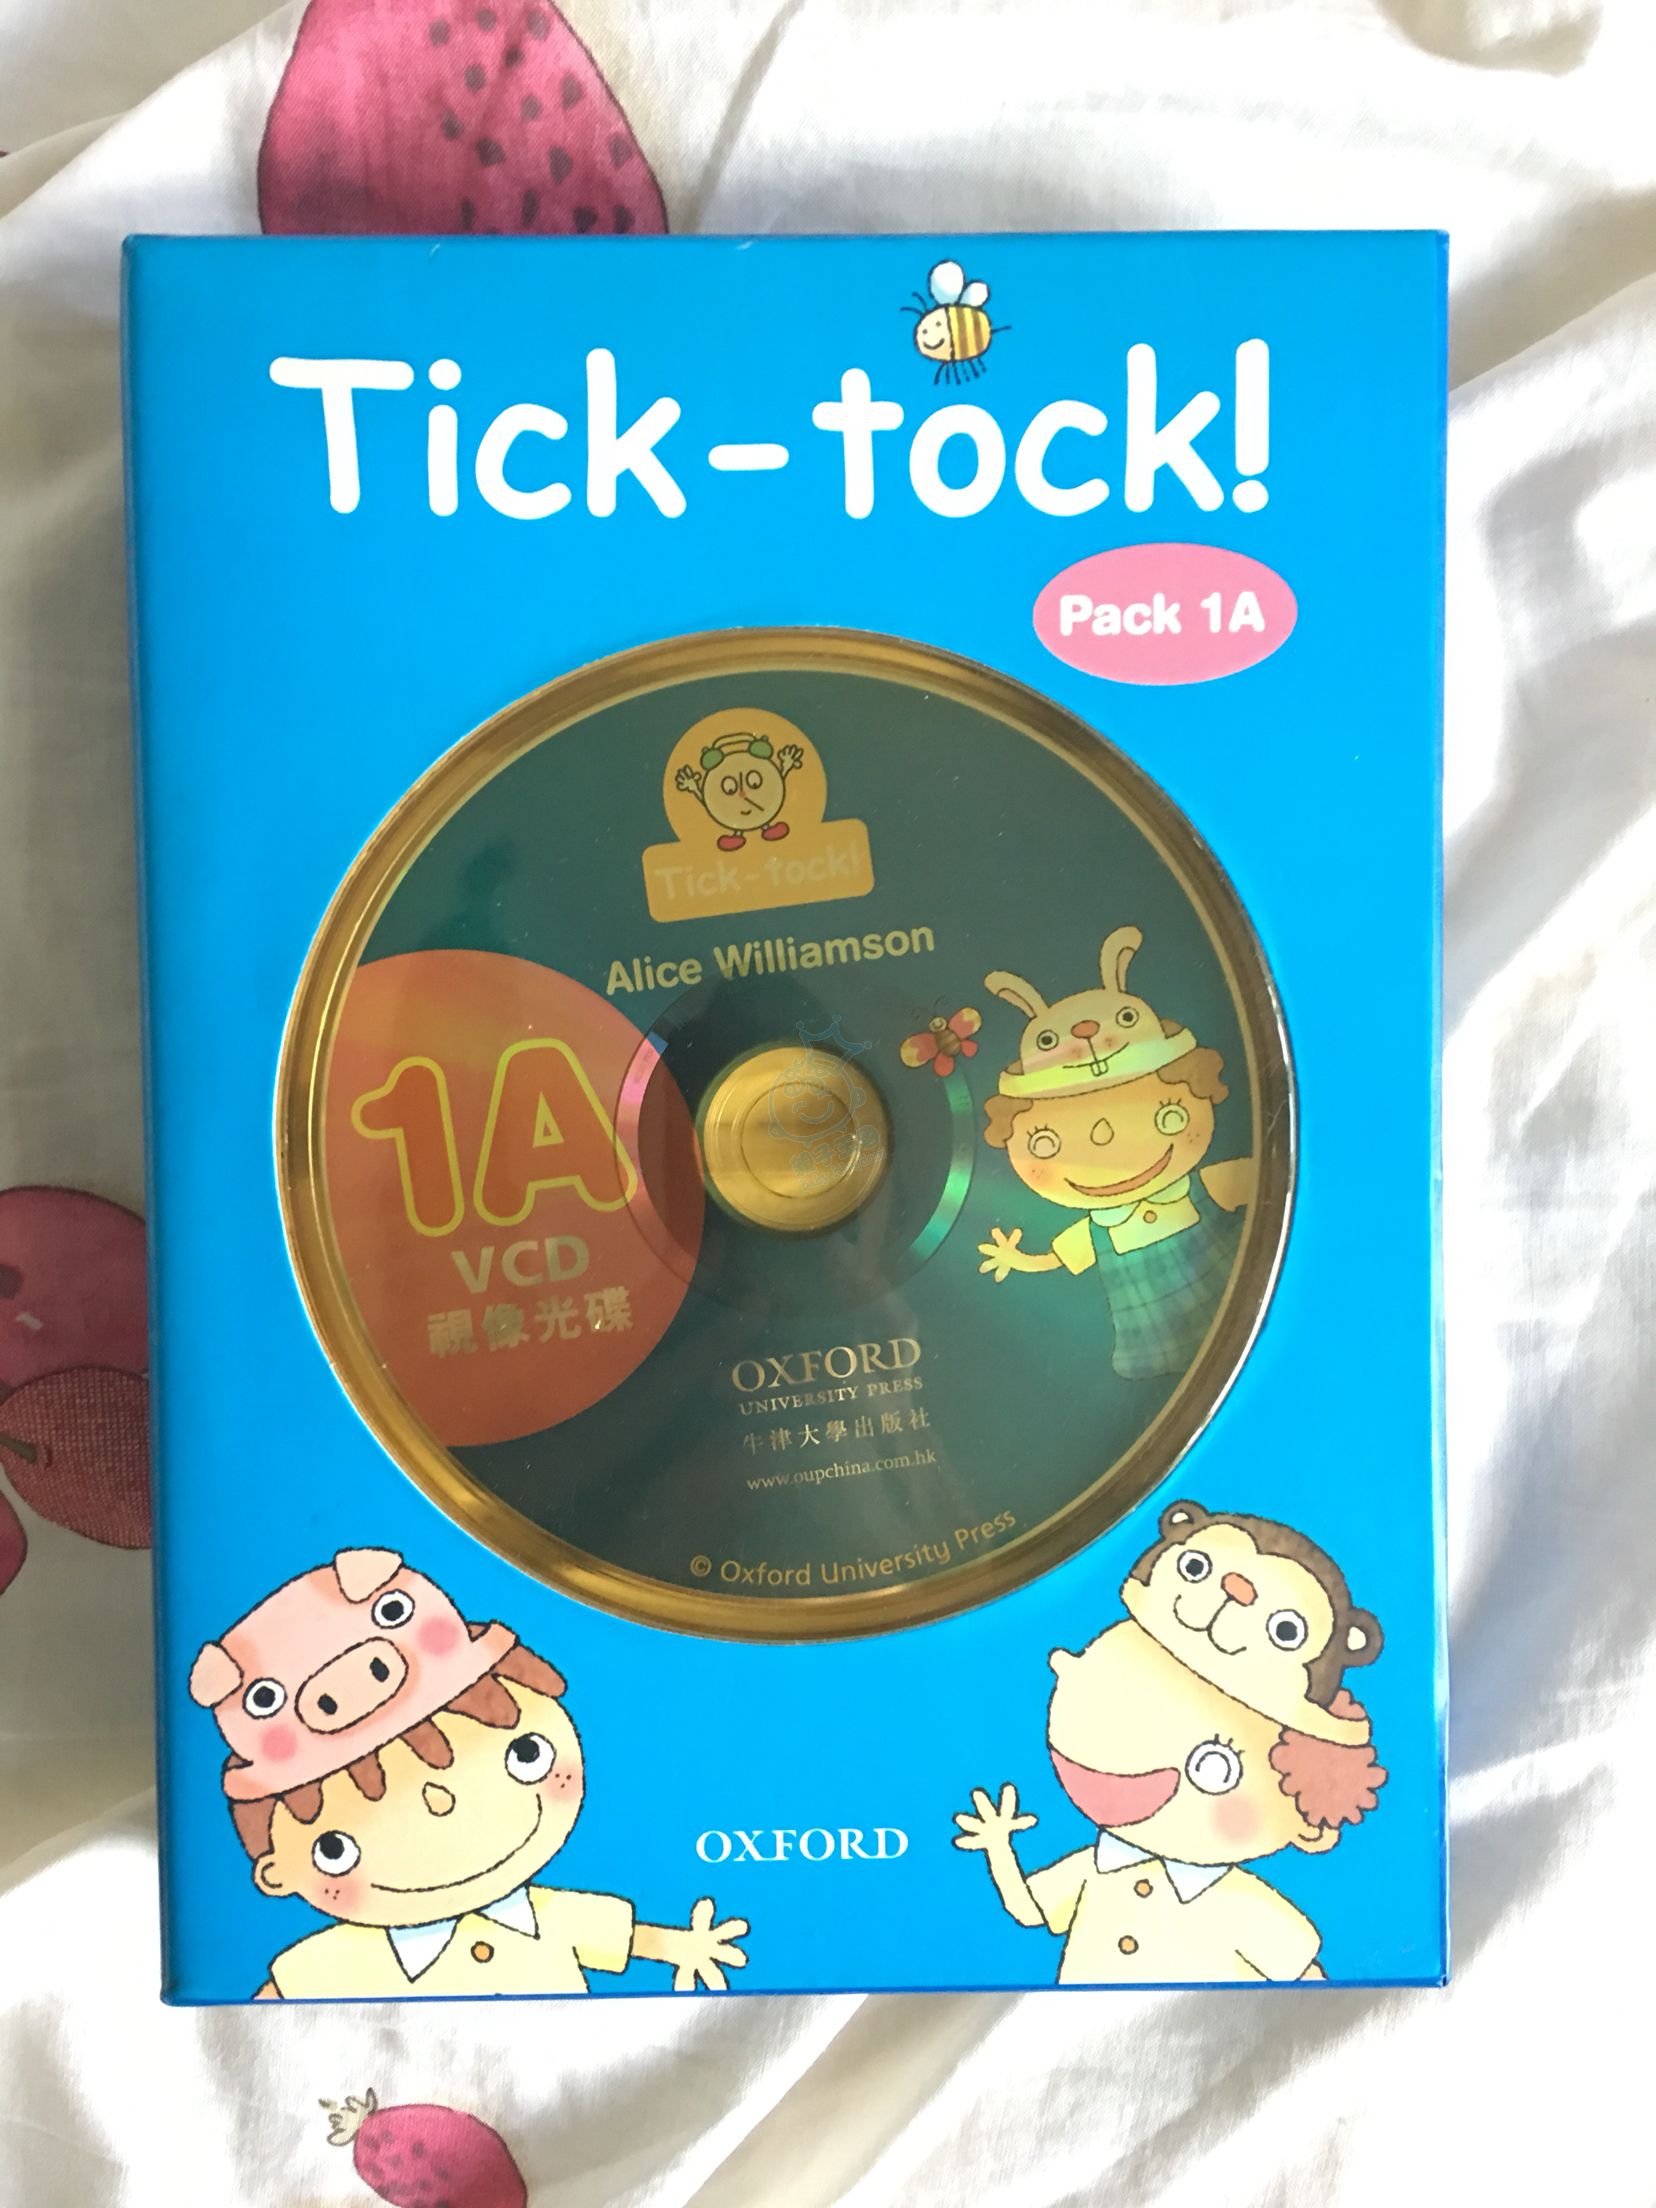 Tick-tock!
Pack 1A
Tick-tock!
Alice Williamson
1A
VCD
視像光碟
OXFORD
UNIVERSITY PRESS
牛津大學出版社
www.oupchina.com.hk
© Oxford University Press
OXFORD